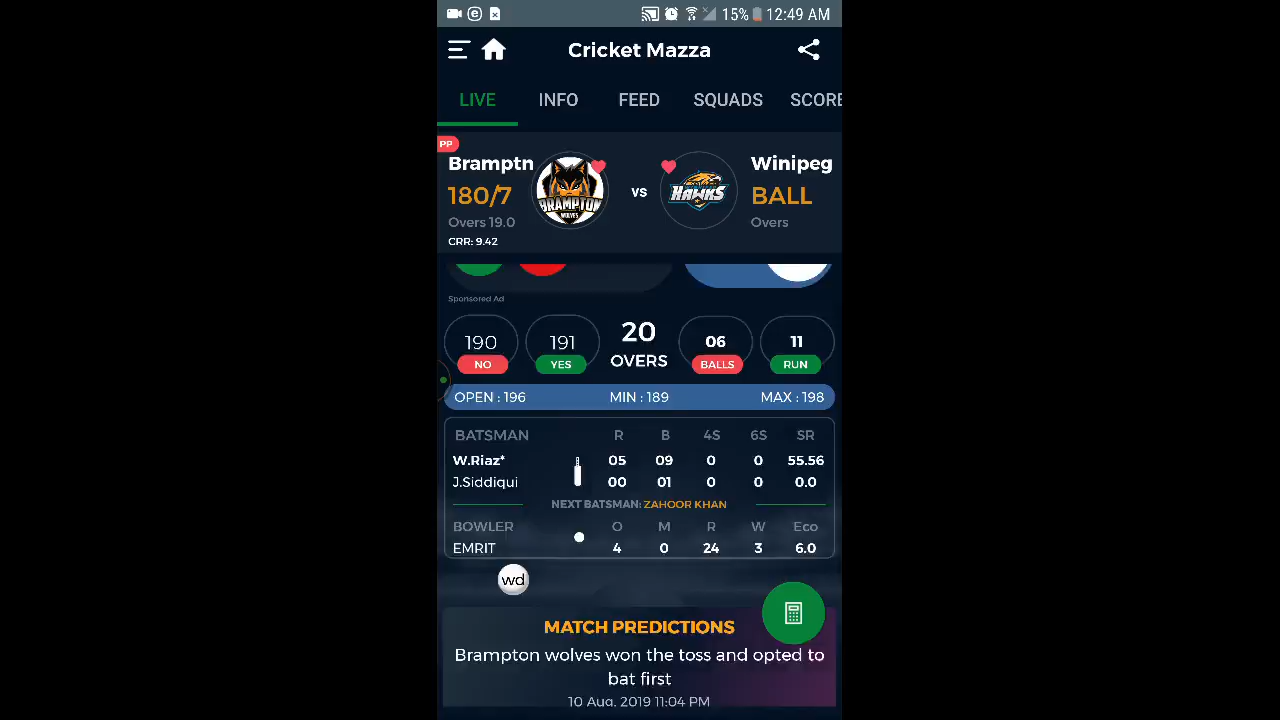 15% 12:49 AM
Cricket Mazza
LIVE INFO FEED SQUADS SCORE
PP
Bramptn
180/7
Overs 19.0
CRR: 9.42
BRAMPTON
WOLVES
vs
HAWKS
Winipeg
BALL
Overs
Sponsored Ad
190
NO
191
YES
20
OVERS
06
BALLS
11
RUN
OPEN : 196 MIN : 189 MAX : 198
BATSMAN R B 4S 6S SR
W.Riaz* 05 09 0 0 55.56
J.Siddiqui 00 01 0 0 0.0
NEXT BATSMAN: ZAHOOR KHAN
BOWLER O M R W Eco
EMRIT 4 0 24 3 6.0
wd
MATCH PREDICTIONS
Brampton wolves won the toss and opted to
bat first
10 Aug, 2019 11:04 PM